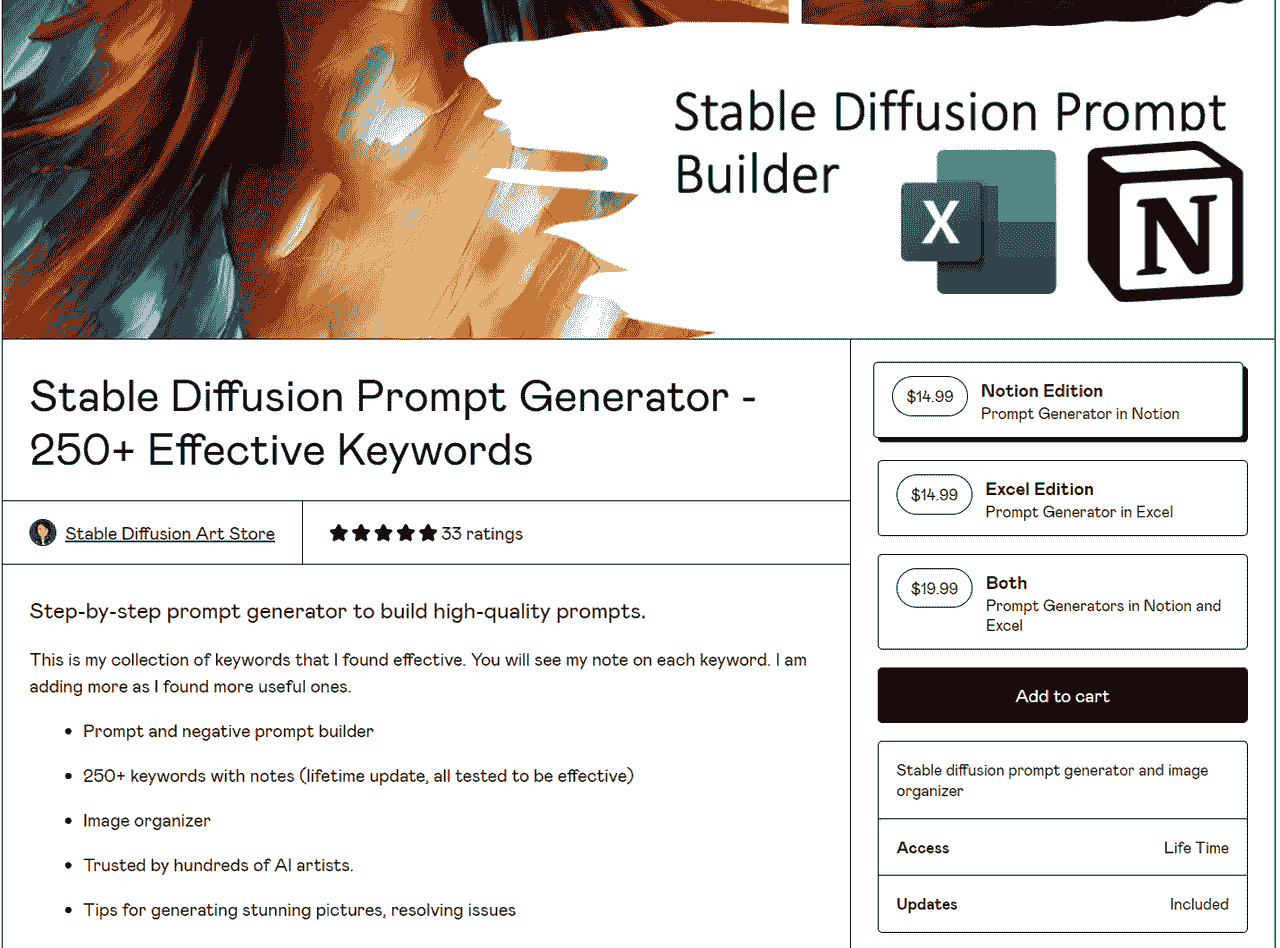 Stable Diffusion Prompt
Builder
X
N
Stable Diffusion Prompt Generator -
250+ Effective Keywords
Stable Diffusion Art Store
33 ratings
Step-by-step prompt generator to build high-quality prompts.
This is my collection of keywords that I found effective. You will see my note on each keyword. I am
adding more as I found more useful ones.
• Prompt and negative prompt builder
• 250+ keywords with notes (lifetime update, all tested to be effective)
• Image organizer
• Trusted by hundreds of AI artists.
• Tips for generating stunning pictures, resolving issues
$14.99
Notion Edition
Prompt Generator in Notion
$14.99
Excel Edition
Prompt Generator in Excel
$19.99
Both
Prompt Generators in Notion and
Excel
Add to cart
Stable diffusion prompt generator and image
organizer
Access Life Time
Updates Included